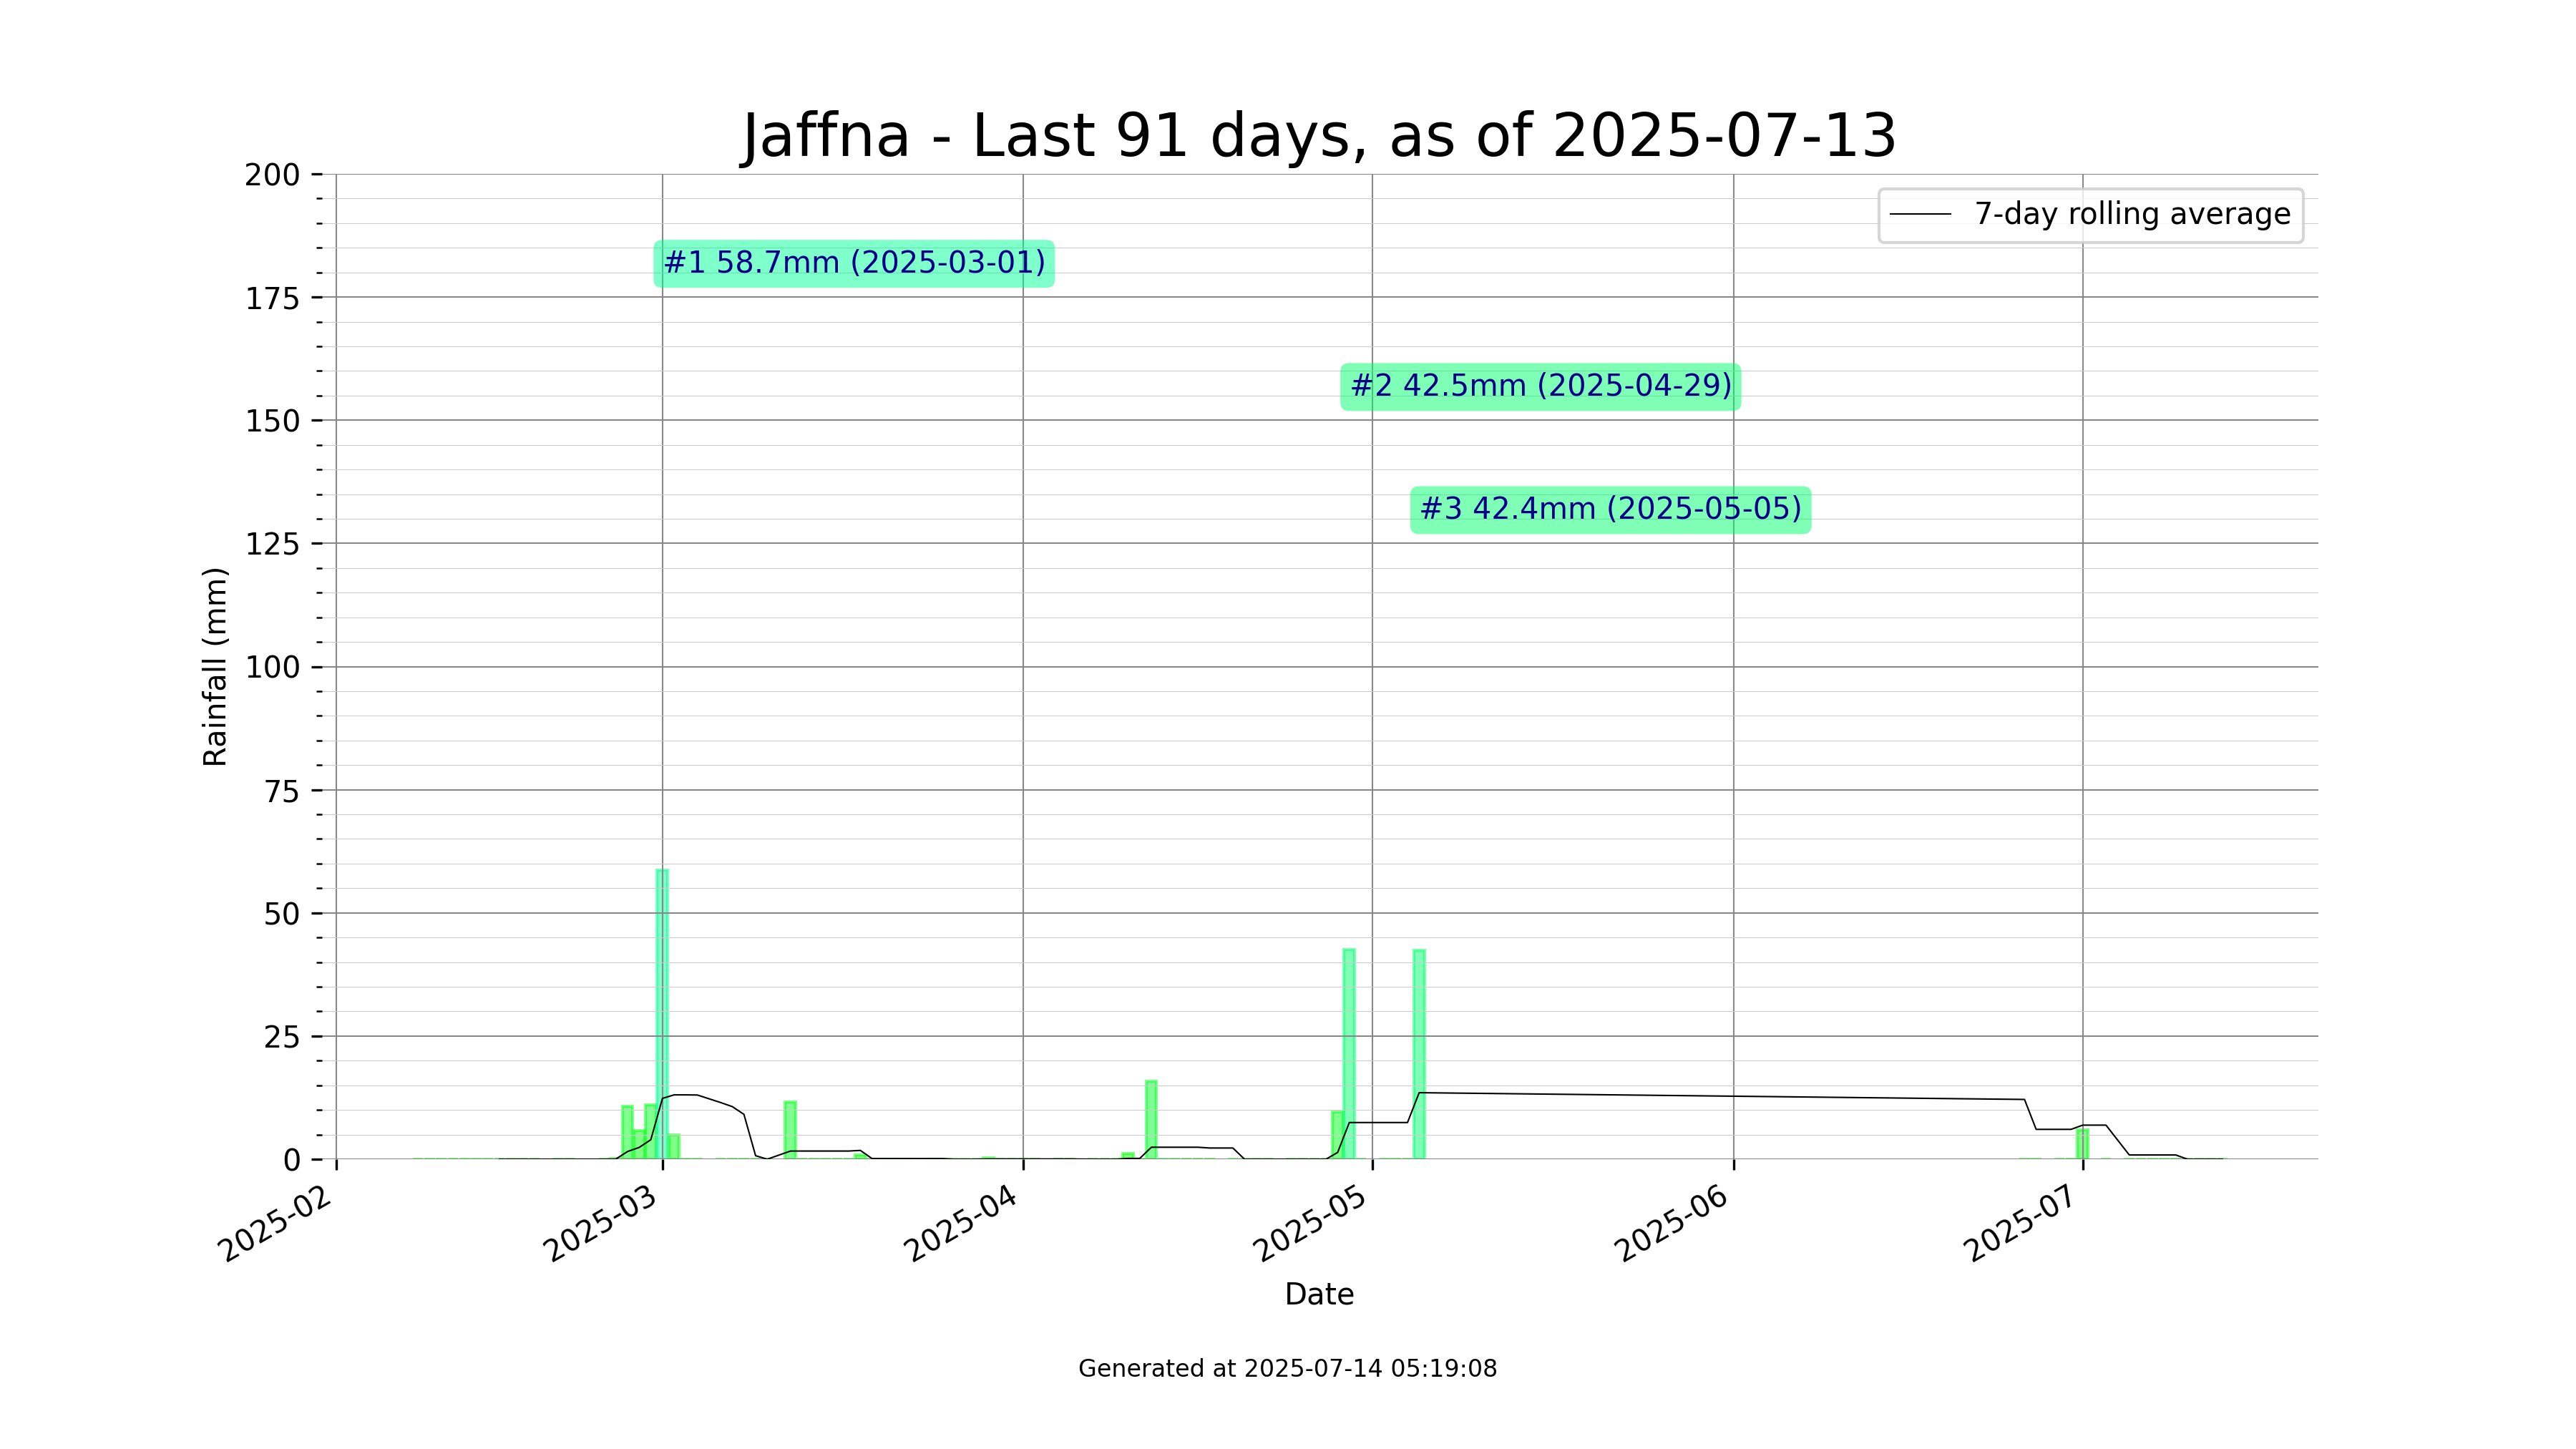 Jaffna - Last 91 days, as of 2025-07-13
7-day rolling average
#1 58.7mm (2025-03-01)
#2 42.5mm (2025-04-29)
#3 42.4mm (2025-05-05)
Rainfall (mm)
200
175
150
125
100
75
50
25
0
2025-02
2025-03
2025-04
2025-05
2025-06
2025-07
Date
Generated at 2025-07-14 05:19:08